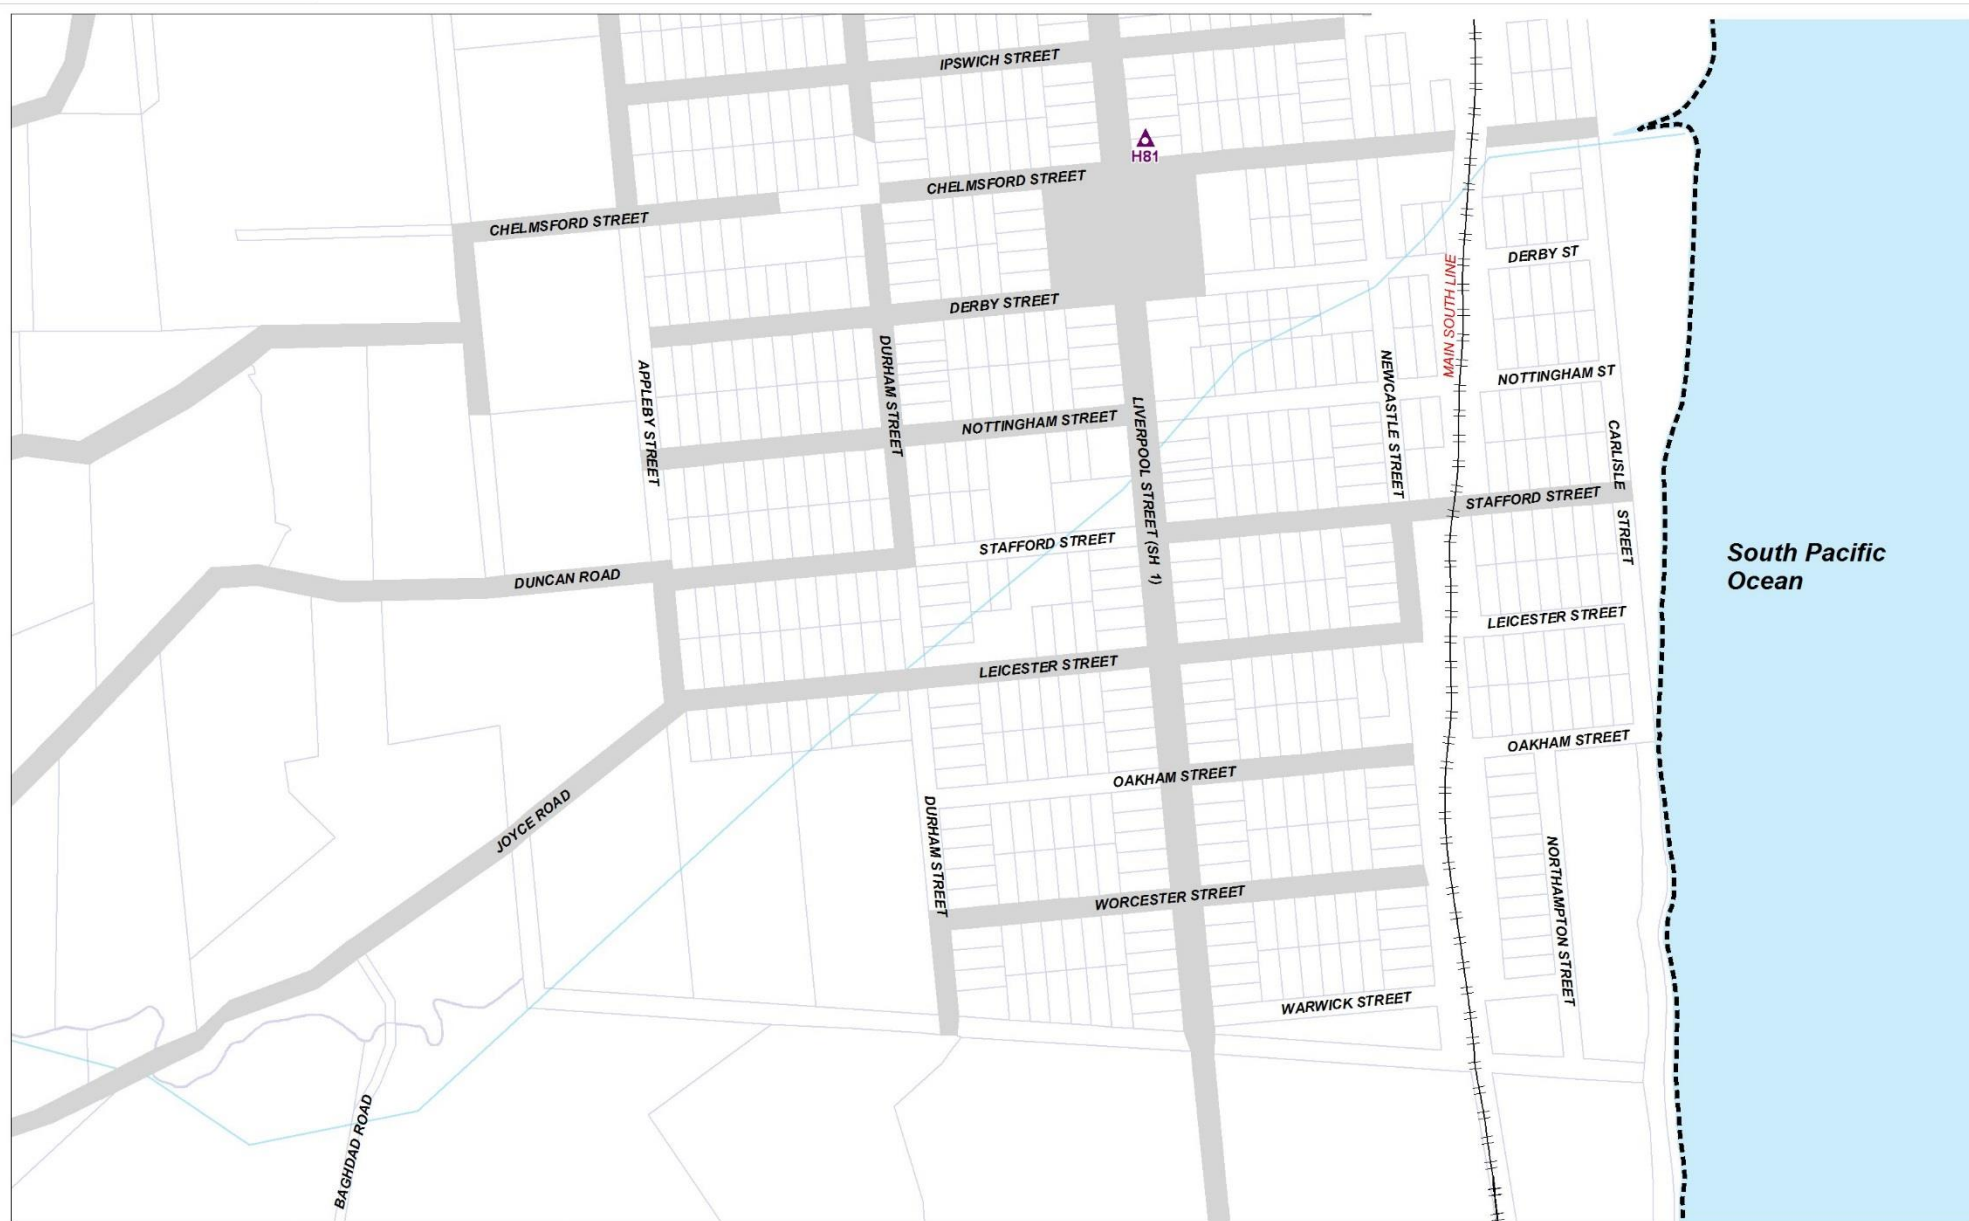 IPSWICH STREET
H81
CHELMSFORD STREET
CHELMSFORD STREET
DERBY ST
MAIN SOUTH LINE
DERBY STREET
DURHAM STREET
APPLEBY STREET
NEWCASTLE STREET
NOTTINGHAM ST
LIVERPOOL STREET (SH 1)
NOTTINGHAM STREET
CARLISLE STREET
STAFFORD STREET
STAFFORD STREET
South Pacific
Ocean
DUNCAN ROAD
LEICESTER STREET
LEICESTER STREET
OAKHAM STREET
OAKHAM STREET
JOYCE ROAD
DURHAM STREET
NORTHAMPTON STREET
WORCESTER STREET
WARWICK STREET
BAGHDAD ROAD